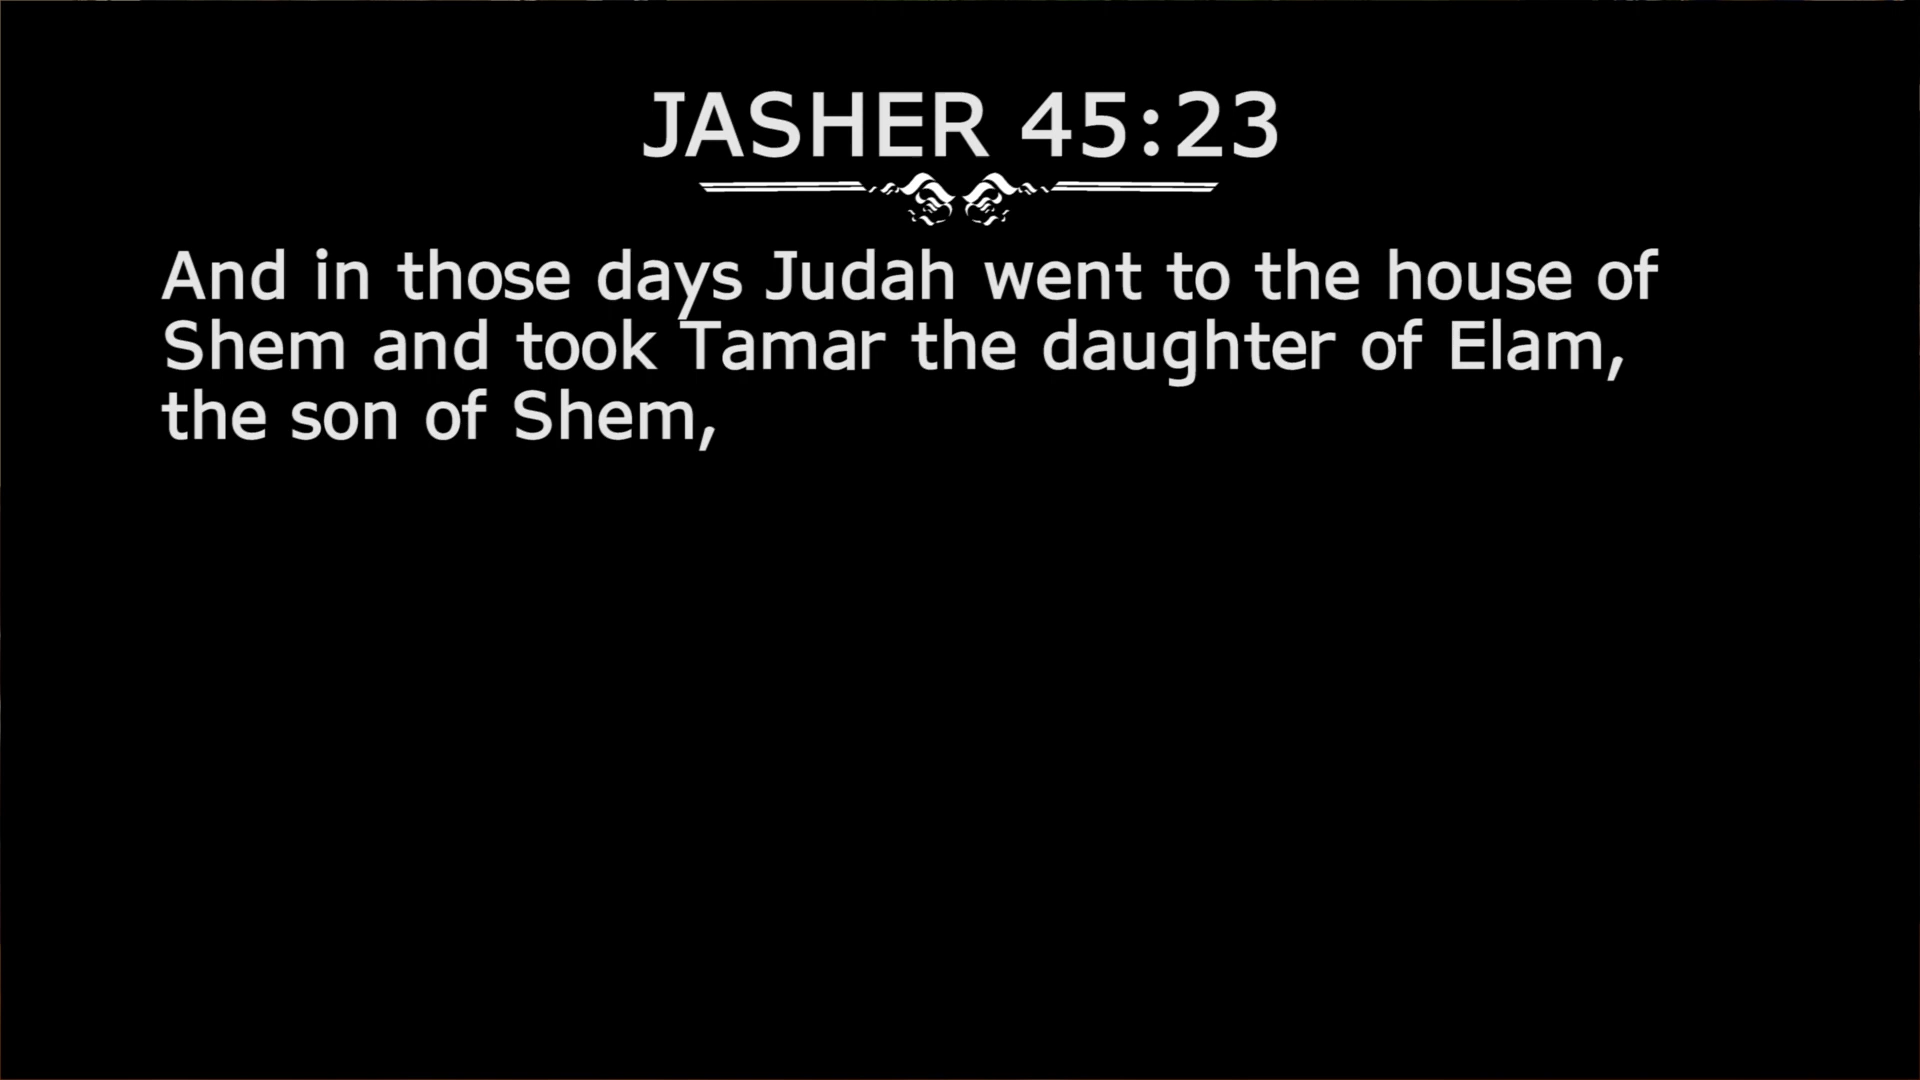 JASHER 45:23
And in those days Judah went to the house of
Shem and took Tamar the daughter of Elam,
the son of Shem,